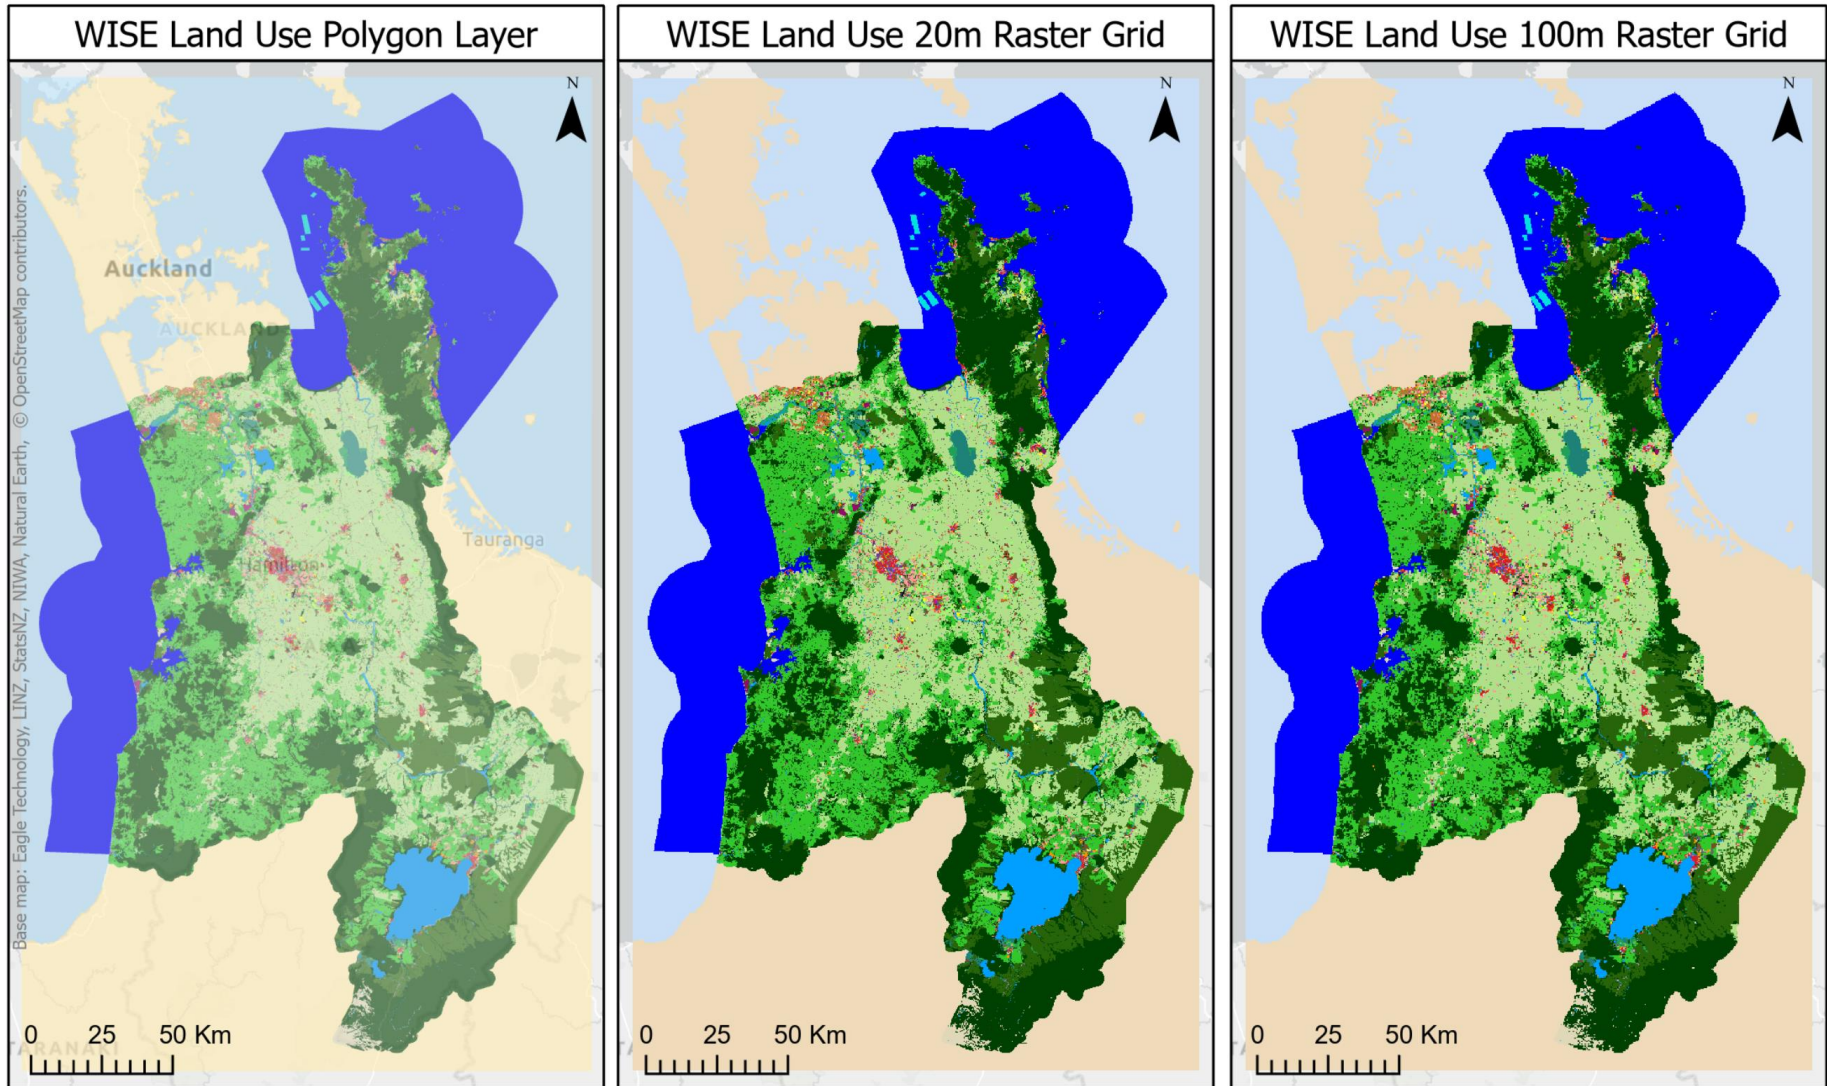 WISE Land Use Polygon Layer
WISE Land Use 20m Raster Grid
WISE Land Use 100m Raster Grid
N
N
N
Auckland
AUCKLAND
Tauranga
Hamilton
Base map: Eagle Technology, LINZ, StatsNZ, NIWA, Natural Earth, © OpenStreetMap contributors.
0 25 50 Km
0 25 50 Km
0 25 50 Km
TARANAKI